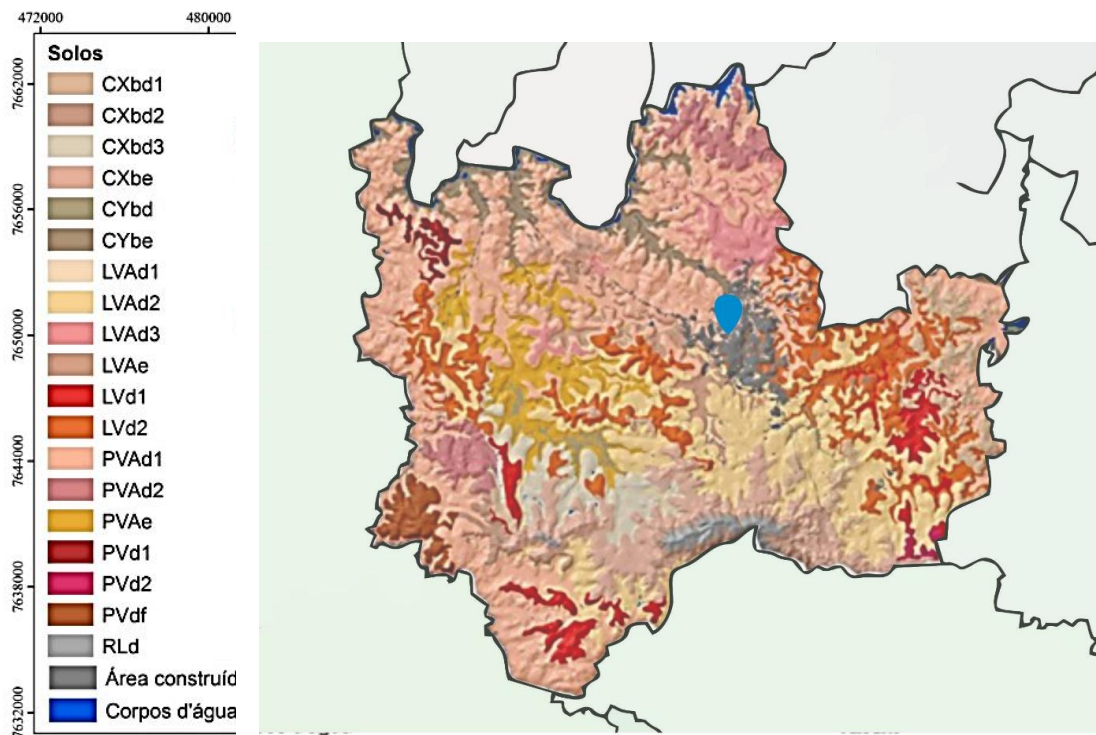 472000
480000
Solos
CXbd1
CXbd2
CXbd3
CXbe
CYbd
CYbe
LVAd1
LVAd2
LVAd3
LVAe
LVd1
LVd2
PVAd1
PVAd2
PVAe
PVd1
PVd2
PVdf
RLd
Área construíd
Corpos d'água
7662000
7656000
7650000
7644000
7638000
7632000